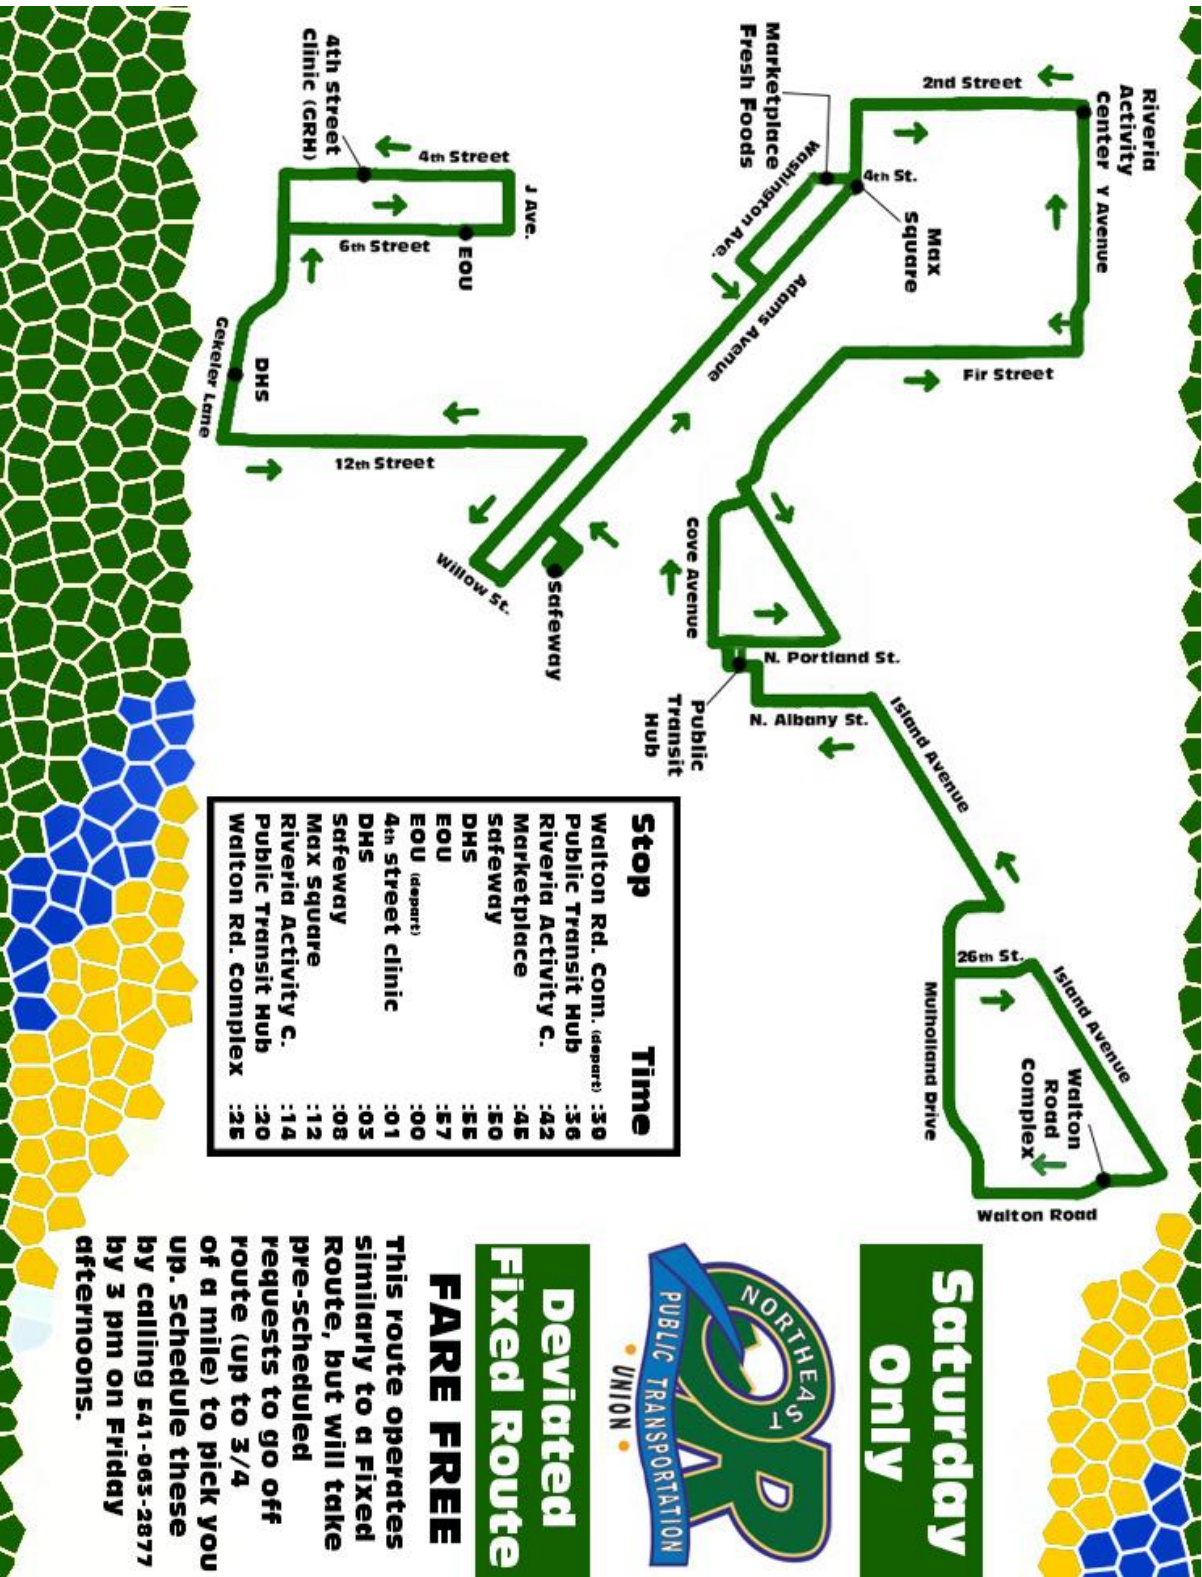 Saturday
Only
NORTHEAST
OR
PUBLIC TRANSPORTATION
• UNION •
Deviated
Fixed Route
FARE FREE
This route operates
similarly to a Fixed
Route, but will take
pre-scheduled
requests to go off
route (up to 3/4
of a mile) to pick you
up. Schedule these
by calling 541-963-2877
by 3 pm on Friday
afternoons.
Riveria
Activity
Center
Y Avenue
2nd Street
Fir Street
4th St.
Max
Square
Marketplace
Fresh Foods
Washington Ave.
Adams Avenue
4th Street
Clinic (GRH)
4th Street
J Ave.
6th Street
EOU
DHS
Gekeler Lane
12th Street
Willow St.
Safeway
Cove Avenue
N. Portland St.
Public
Transit
Hub
N. Albany St.
Island Avenue
26th St.
Island Avenue
Mulholland Drive
Walton
Road
Complex
Walton Road
Stop Time
Walton Rd. Com. (depart) :30
Public Transit Hub :36
Riveria Activity C. :42
Marketplace :45
Safeway :50
DHS :55
EOU :57
EOU (depart) :00
4th street clinic :01
DHS :03
Safeway :08
Max Square :12
Riveria Activity C. :14
Public Transit Hub :20
Walton Rd. Complex :25